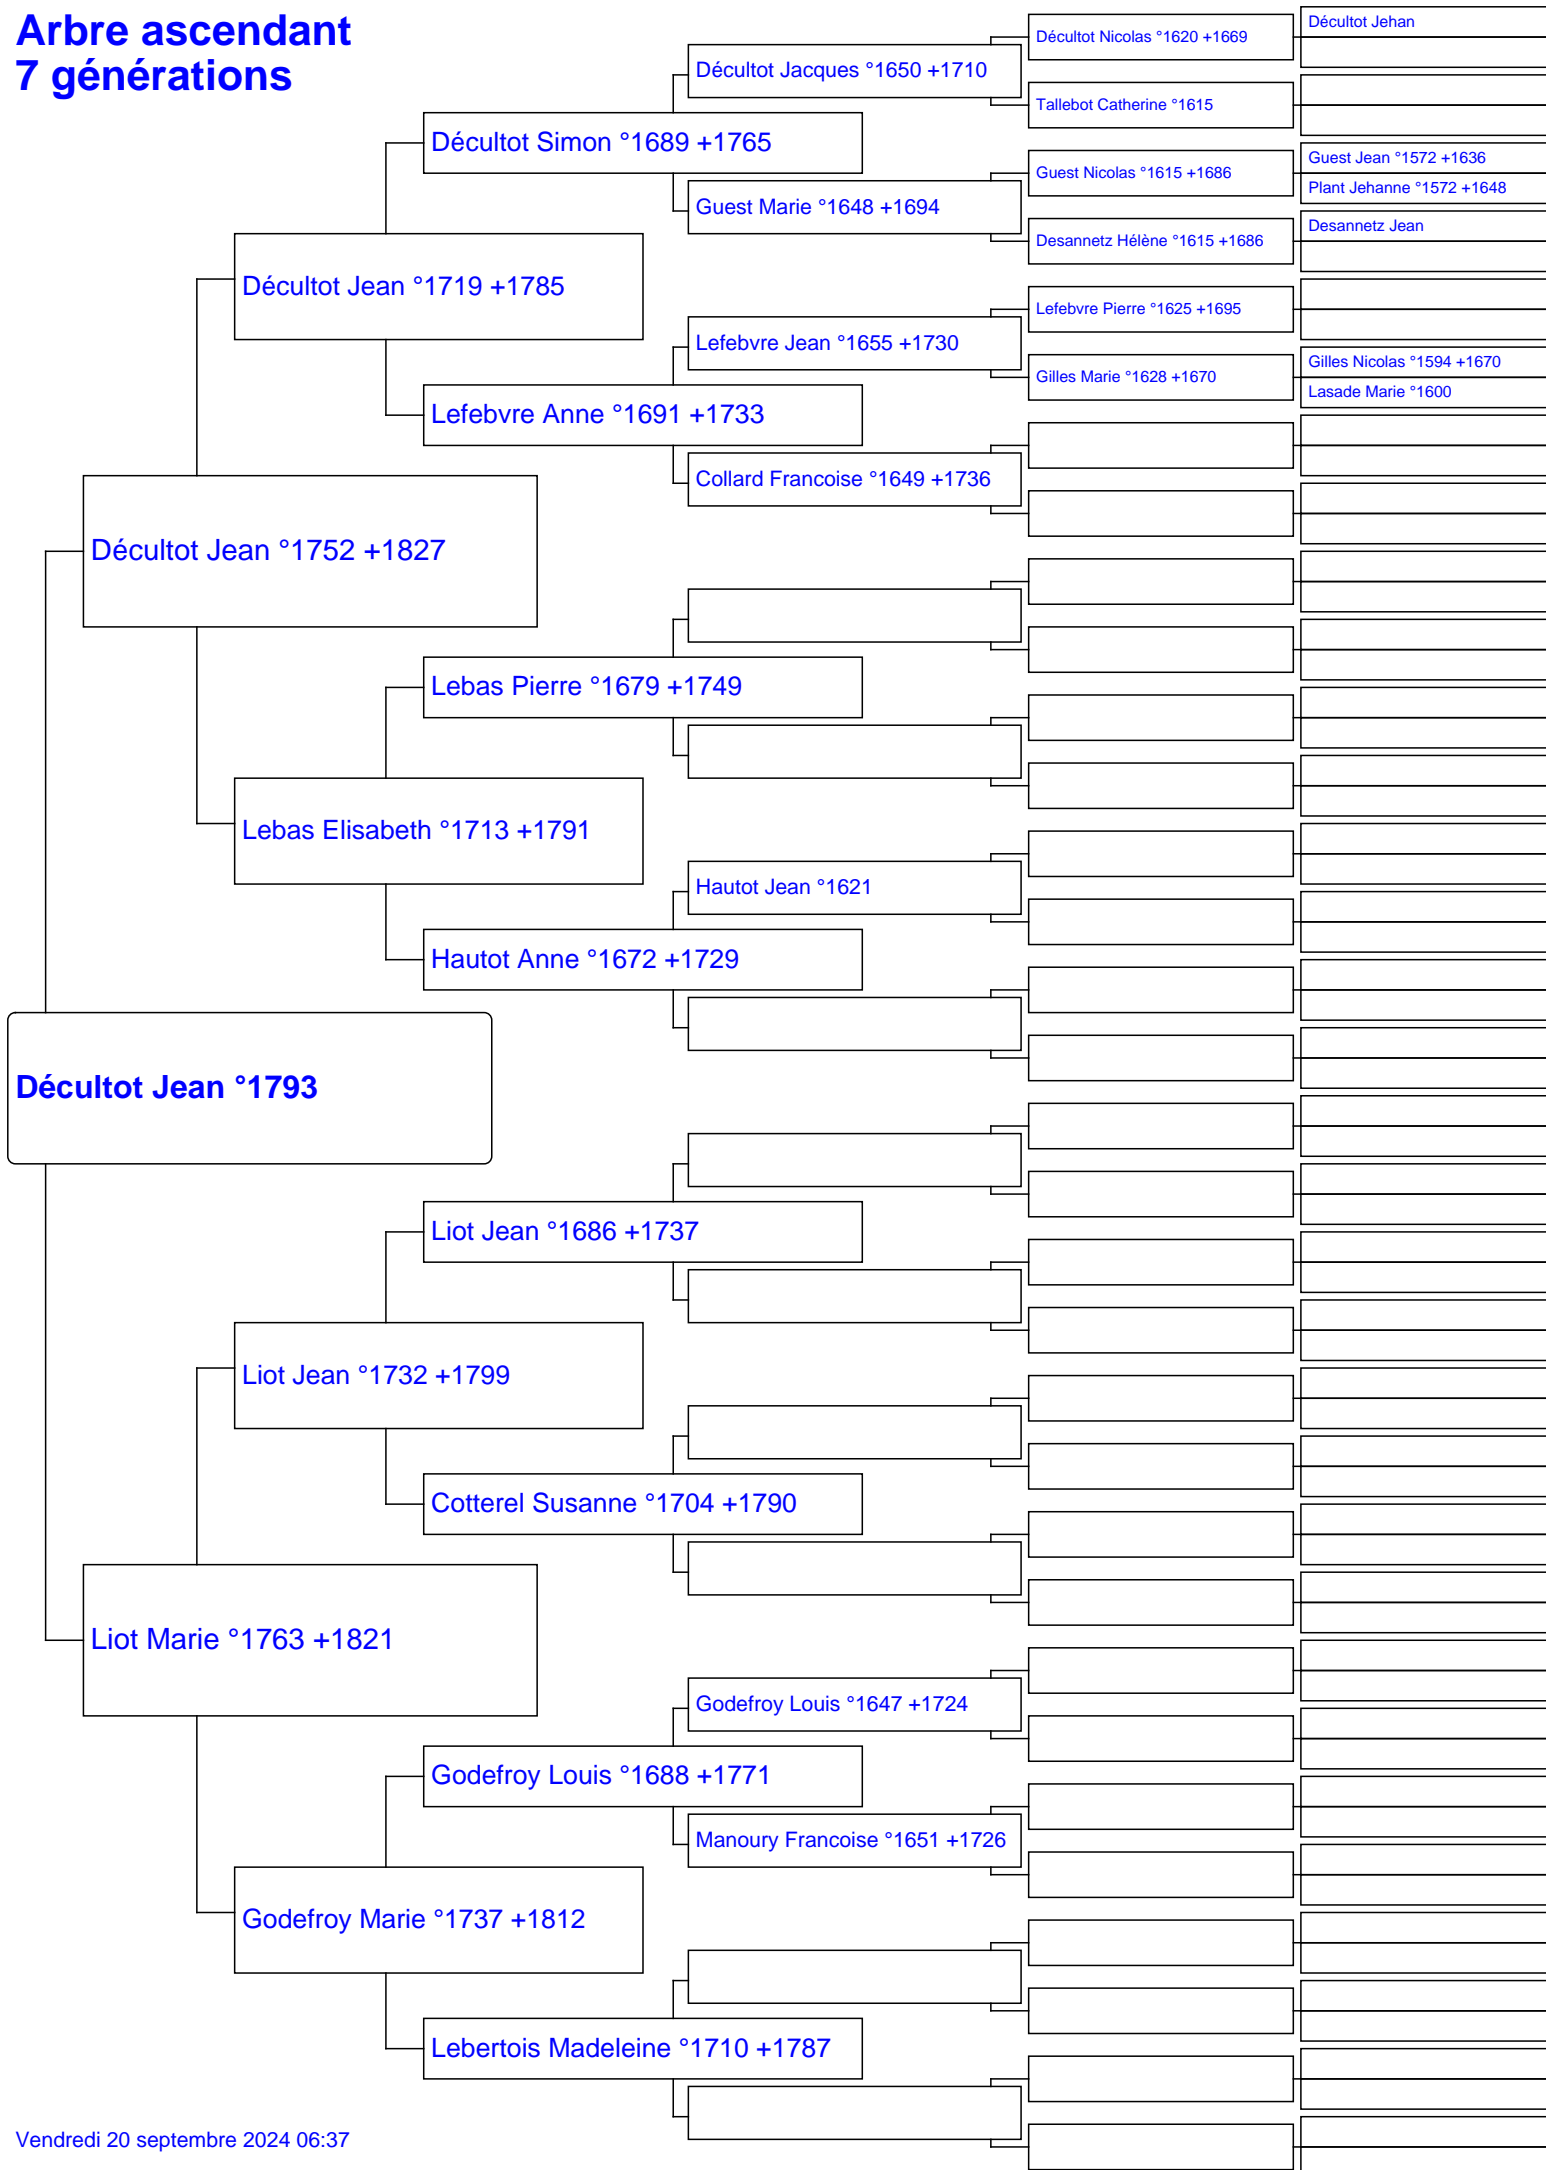 Arbre ascendant
7 générations
Décultot Jehan
Décultot Nicolas °1620 +1669
Décultot Jacques °1650 +1710
Tallebot Catherine °1615
Décultot Simon °1689 +1765
Guest Jean °1572 +1636
Guest Nicolas °1615 +1686
Plant Jehanne °1572 +1648
Guest Marie °1648 +1694
Desannetz Jean
Desannetz Hélène °1615 +1686
Décultot Jean °1719 +1785
Lefebvre Pierre °1625 +1695
Lefebvre Jean °1655 +1730
Gilles Nicolas °1594 +1670
Gilles Marie °1628 +1670
Lasade Marie °1600
Lefebvre Anne °1691 +1733
Collard Francoise °1649 +1736
Décultot Jean °1752 +1827
Lebas Pierre °1679 +1749
Lebas Elisabeth °1713 +1791
Hautot Jean °1621
Hautot Anne °1672 +1729
Décultot Jean °1793
Liot Jean °1686 +1737
Liot Jean °1732 +1799
Cotterel Susanne °1704 +1790
Liot Marie °1763 +1821
Godefroy Louis °1647 +1724
Godefroy Louis °1688 +1771
Manoury Francoise °1651 +1726
Godefroy Marie °1737 +1812
Lebertois Madeleine °1710 +1787
Vendredi 20 septembre 2024 06:37